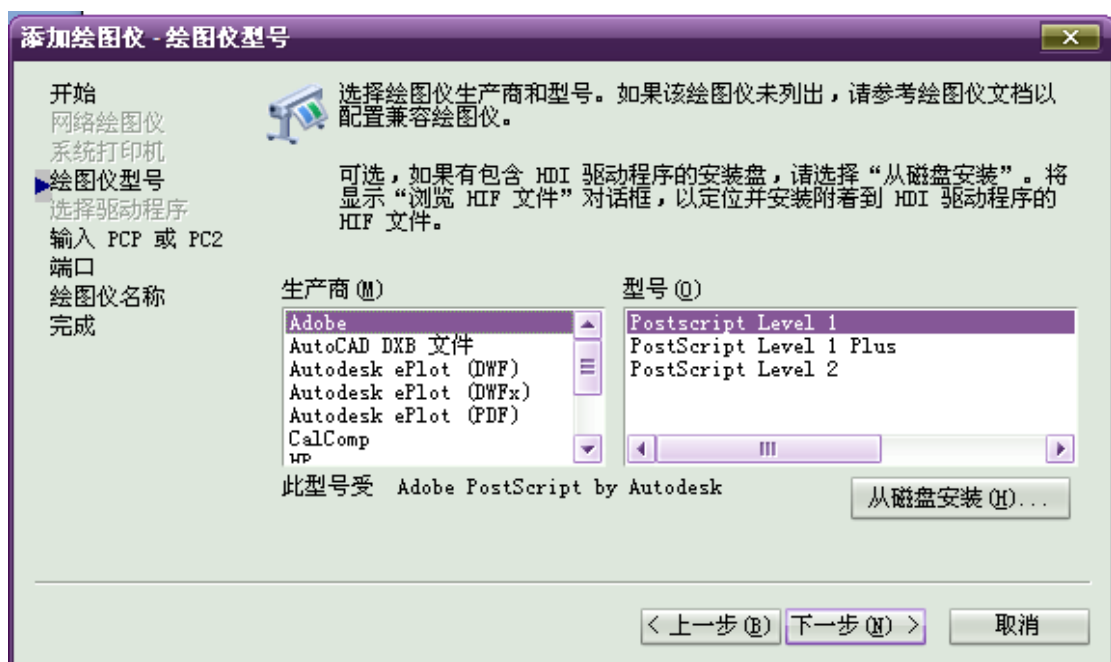 添加绘图仪 - 绘图仪型号
开始
网络绘图仪
系统打印机
绘图仪型号
选择驱动程序
输入 PCP 或 PC2
端口
绘图仪名称
完成
选择绘图仪生产商和型号。如果该绘图仪未列出，请参考绘图仪文档以
配置兼容绘图仪。
可选，如果有包含 HDI 驱动程序的安装盘，请选择“从磁盘安装”。将
显示“浏览 HIF 文件”对话框，以定位并安装附着到 HDI 驱动程序的
HIF 文件。
生产商(M)
Adobe
AutoCAD DXB 文件
Autodesk ePlot (DWF)
Autodesk ePlot (DWFx)
Autodesk ePlot (PDF)
CalComp
HP
型号(O)
Postscript Level 1
PostScript Level 1 Plus
PostScript Level 2
此型号受 Adobe PostScript by Autodesk
从磁盘安装(H)...
< 上一步(B)
下一步(N) >
取消